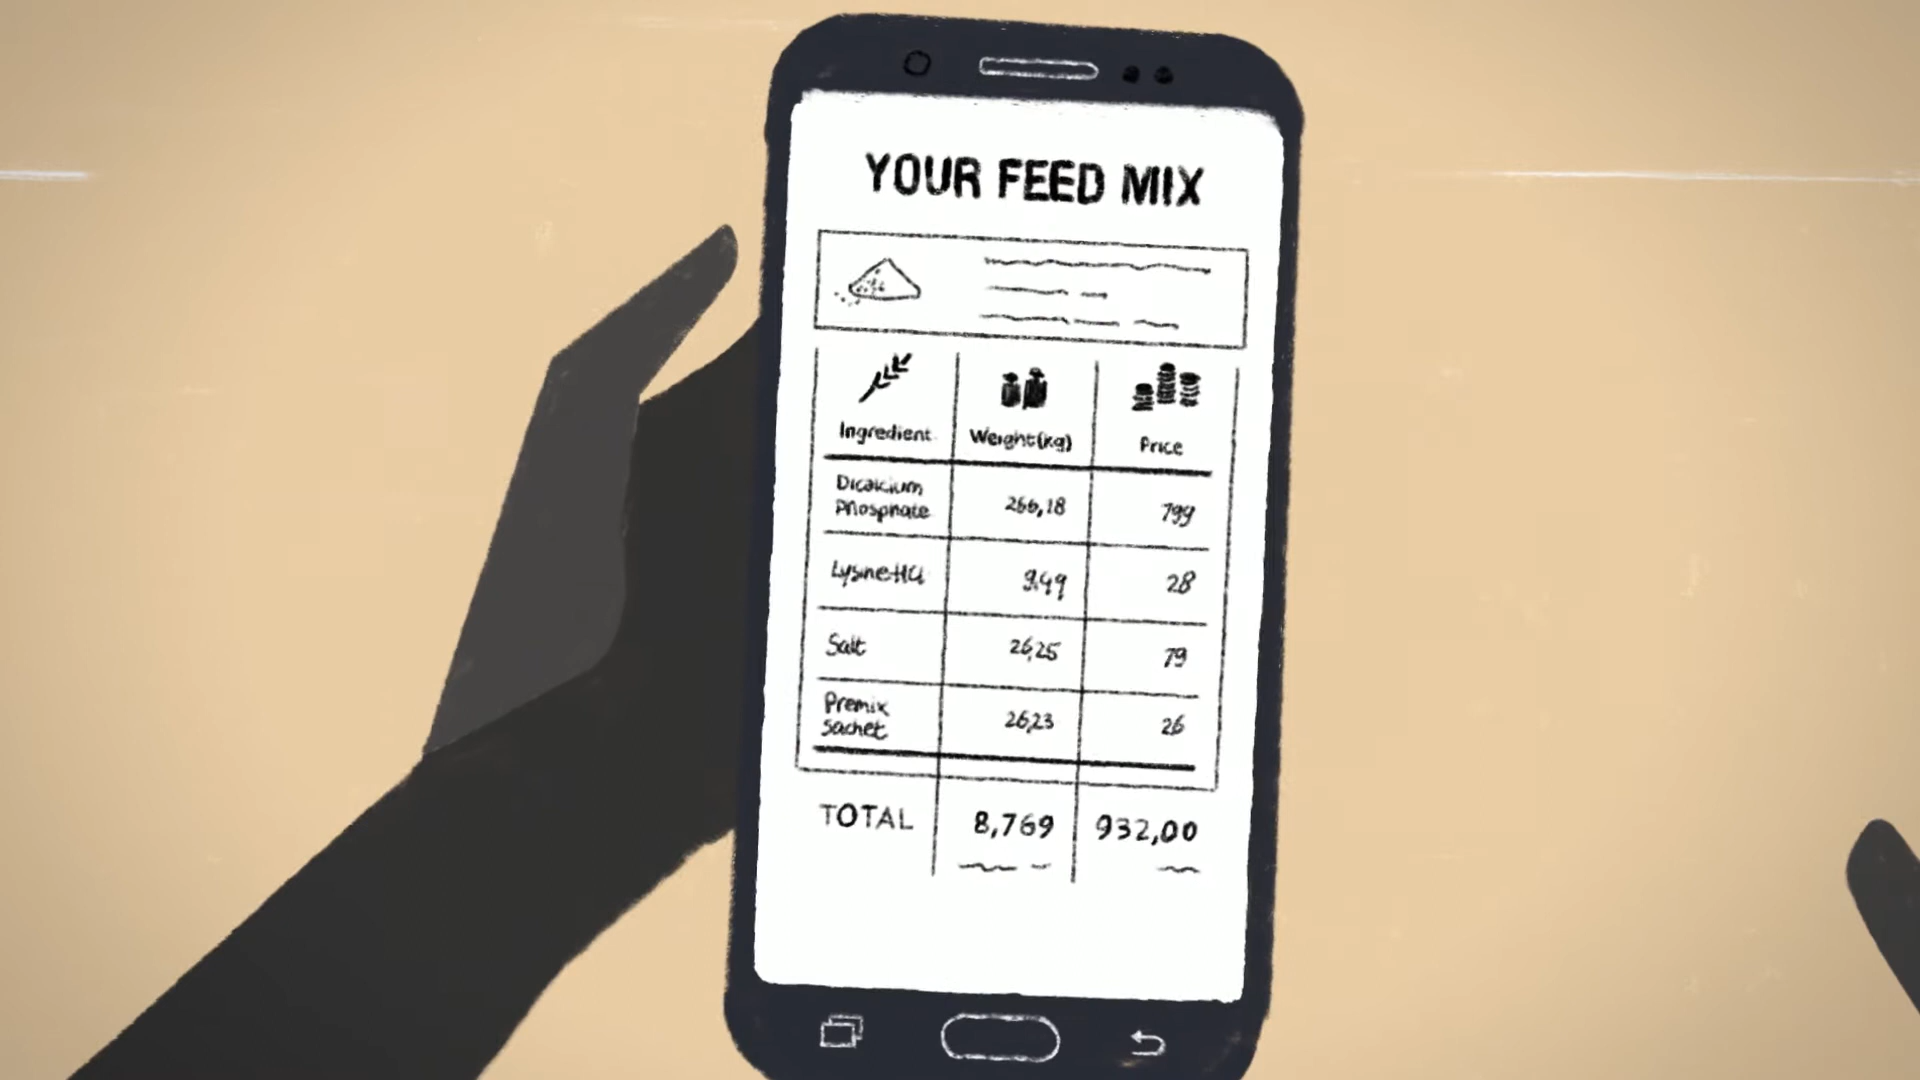 YOUR FEED MIX
Ingredient Weight(kg) Price
Dicalcium
Phosphate 266,18 799
Lysine HCl 9.49 28
Salt 26,25 79
Premix
Sachet 26,23 26
TOTAL 8,769 932,00